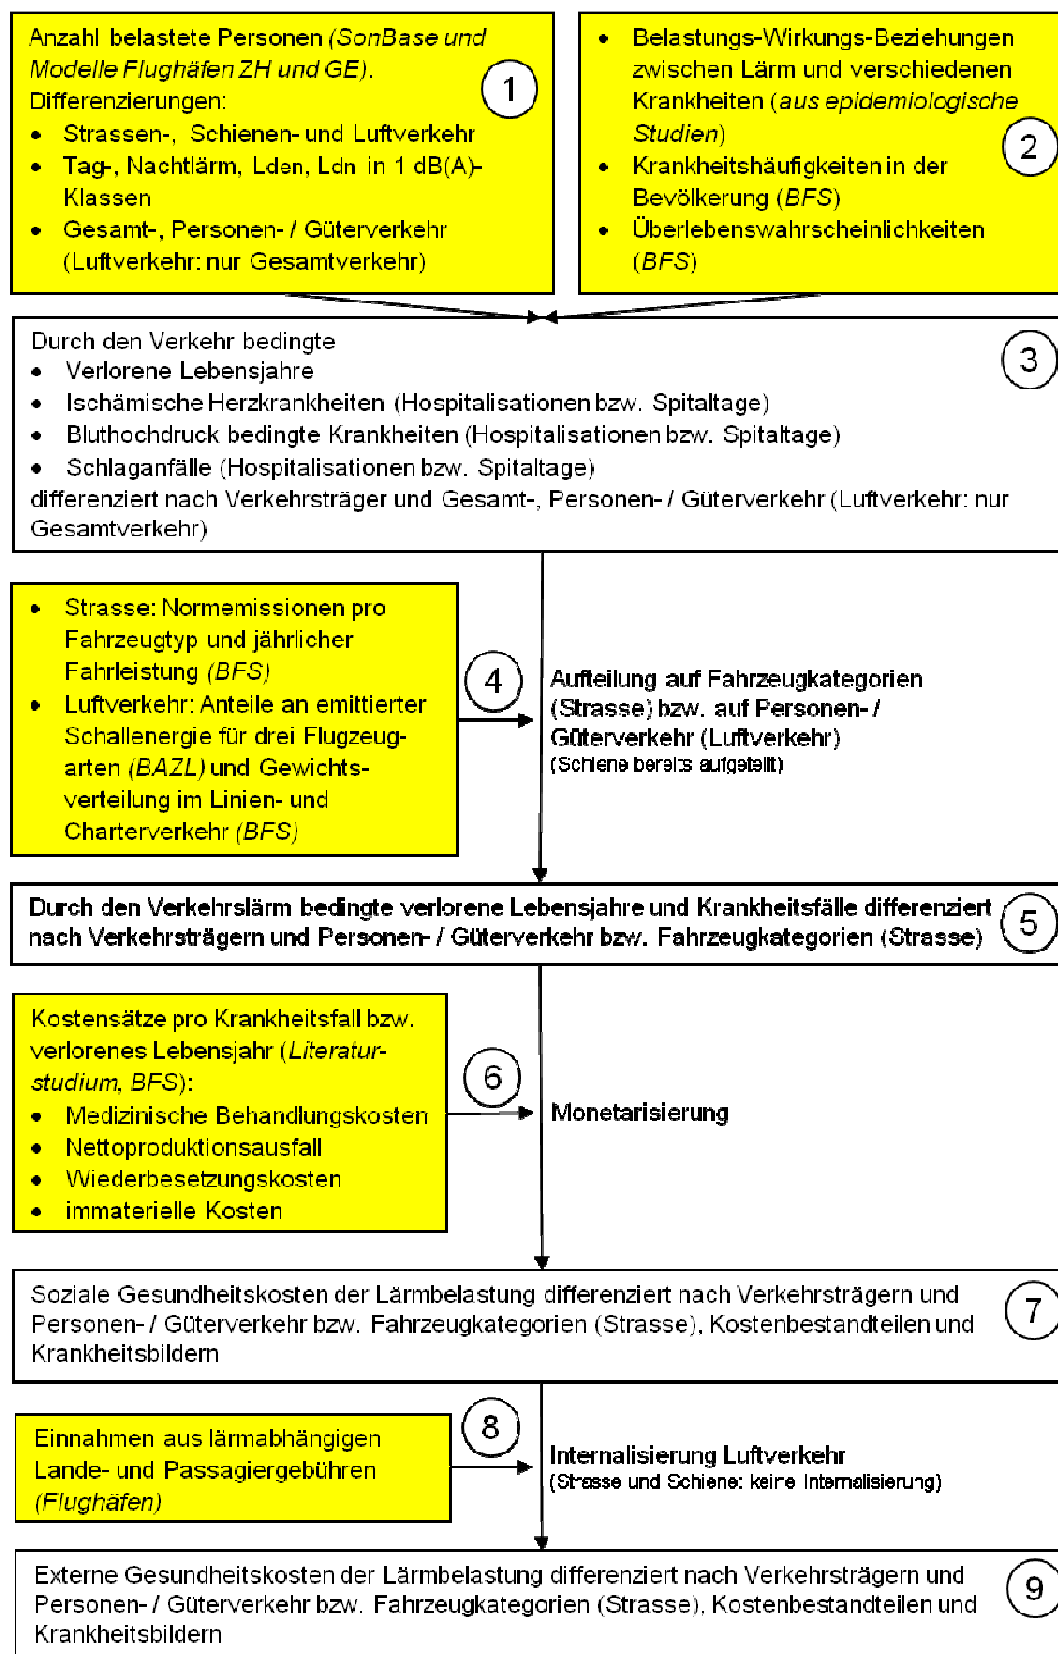 Anzahl belastete Personen (SonBase und
Modelle Flughäfen ZH und GE).
Differenzierungen:
• Strassen-, Schienen- und Luftverkehr
• Tag-, Nachtlärm, Lden, Ldn in 1 dB(A)-
Klassen
• Gesamt-, Personen- / Güterverkehr
(Luftverkehr: nur Gesamtverkehr)
1
• Belastungs-Wirkungs-Beziehungen
zwischen Lärm und verschiedenen
Krankheiten (aus epidemiologische
Studien)
• Krankheitshäufigkeiten in der
Bevölkerung (BFS)
• Überlebenswahrscheinlichkeiten
(BFS)
2
Durch den Verkehr bedingte
• Verlorene Lebensjahre
• Ischämische Herzkrankheiten (Hospitalisationen bzw. Spitaltage)
• Bluthochdruck bedingte Krankheiten (Hospitalisationen bzw. Spitaltage)
• Schlaganfälle (Hospitalisationen bzw. Spitaltage)
differenziert nach Verkehrsträger und Gesamt-, Personen- / Güterverkehr (Luftverkehr: nur
Gesamtverkehr)
3
• Strasse: Normemissionen pro
Fahrzeugtyp und jährlicher
Fahrleistung (BFS)
• Luftverkehr: Anteile an emittierter
Schallenergie für drei Flugzeug-
arten (BAZL) und Gewichts-
verteilung im Linien- und
Charterverkehr (BFS)
4
Aufteilung auf Fahrzeugkategorien
(Strasse) bzw. auf Personen- /
Güterverkehr (Luftverkehr)
(Schiene bereits aufgeteilt)
Durch den Verkehrslärm bedingte verlorene Lebensjahre und Krankheitsfälle differenziert
nach Verkehrsträgern und Personen- / Güterverkehr bzw. Fahrzeugkategorien (Strasse)
5
Kostensätze pro Krankheitsfall bzw.
verlorenes Lebensjahr (Literatur-
studium, BFS):
• Medizinische Behandlungskosten
• Nettoproduktionsausfall
• Wiederbesetzungskosten
• immaterielle Kosten
6
Monetarisierung
Soziale Gesundheitskosten der Lärmbelastung differenziert nach Verkehrsträgern und
Personen- / Güterverkehr bzw. Fahrzeugkategorien (Strasse), Kostenbestandteilen und
Krankheitsbildern
7
Einnahmen aus lärmabhängigen
Lande- und Passagiergebühren
(Flughäfen)
8
Internalisierung Luftverkehr
(Strasse und Schiene: keine Internalisierung)
Externe Gesundheitskosten der Lärmbelastung differenziert nach Verkehrsträgern und
Personen- / Güterverkehr bzw. Fahrzeugkategorien (Strasse), Kostenbestandteilen und
Krankheitsbildern
9